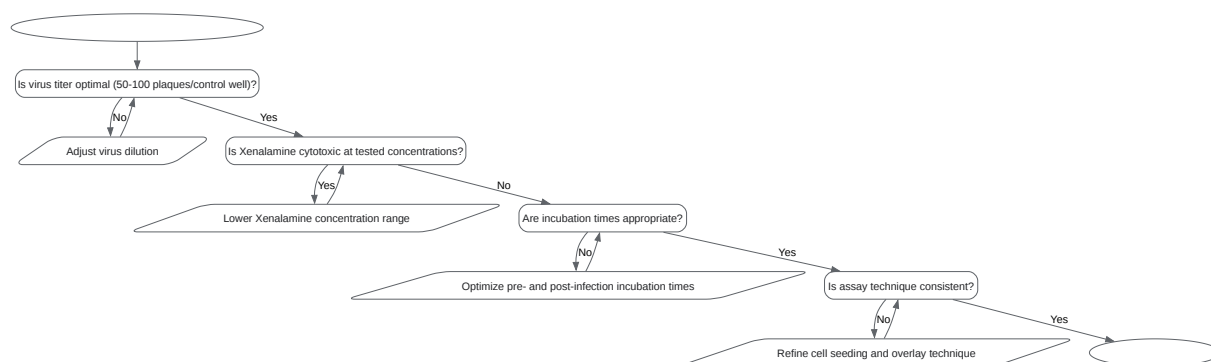 Is virus titer optimal (50-100 plaques/control well)?
No
Yes
Adjust virus dilution
Is Xenalamine cytotoxic at tested concentrations?
Yes
No
Lower Xenalamine concentration range
Are incubation times appropriate?
No
Yes
Optimize pre- and post-infection incubation times
Is assay technique consistent?
No
Yes
Refine cell seeding and overlay technique